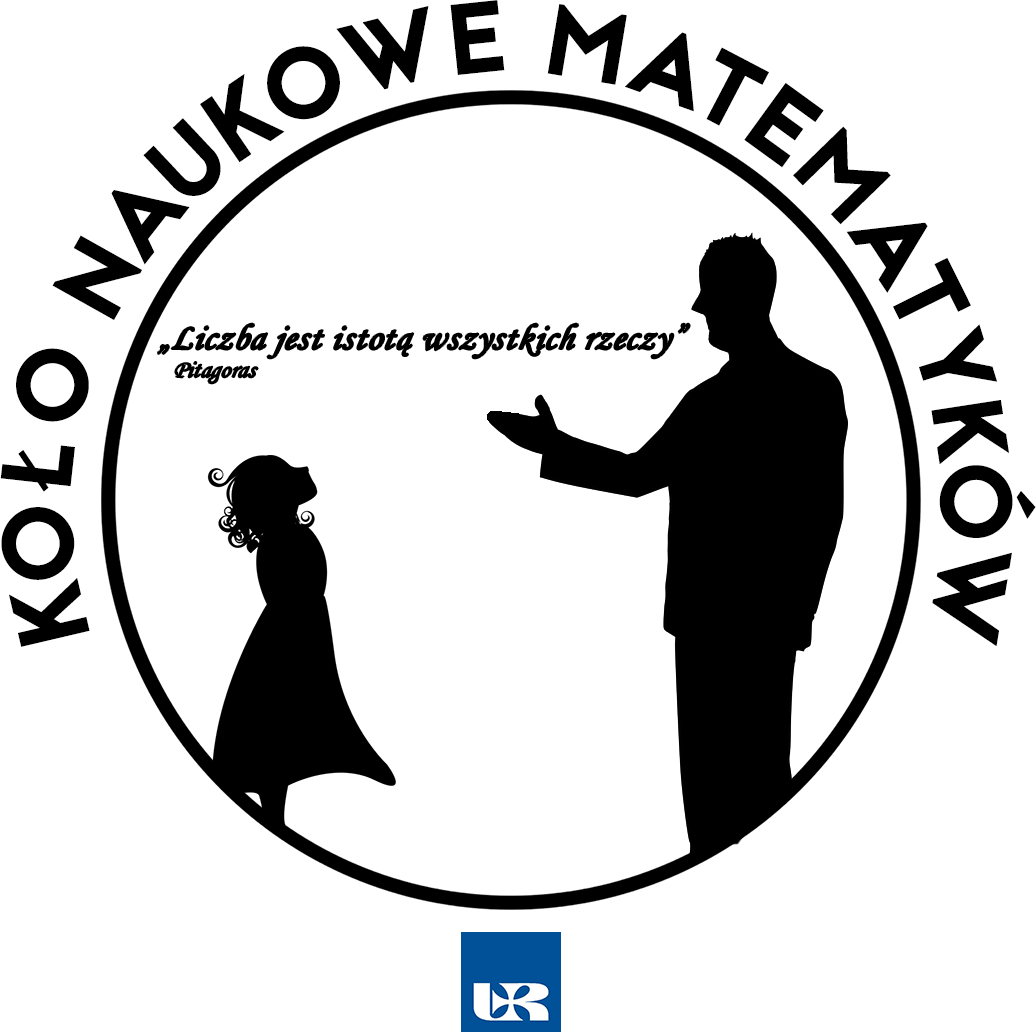 KOŁO NAUKOWE MATEMATYKÓW
„Liczba jest istotą wszystkich rzeczy”
Pitagoras
UR